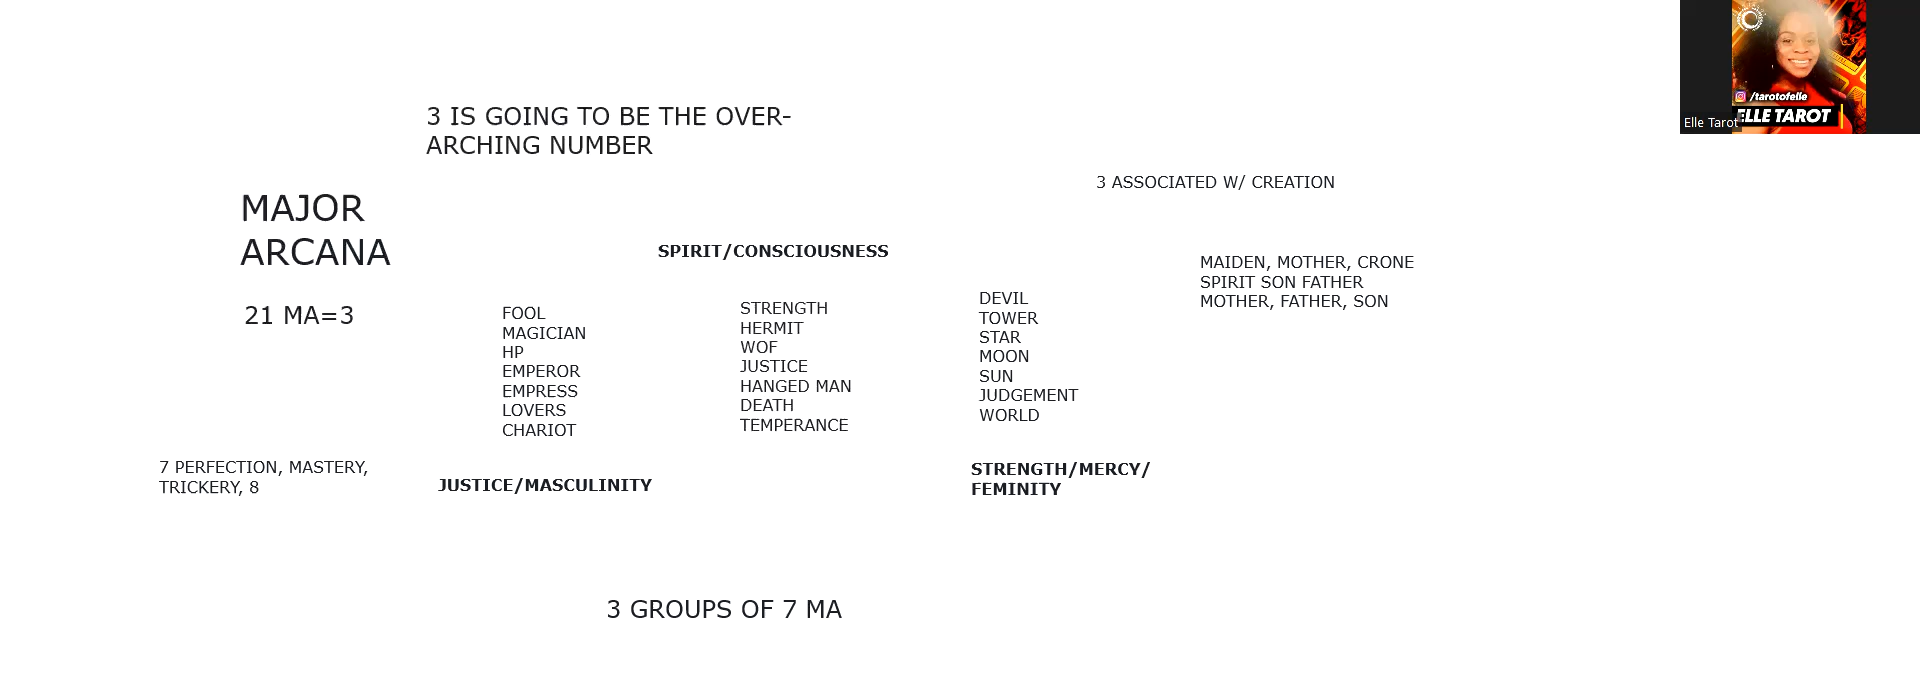 3 IS GOING TO BE THE OVER-
ARCHING NUMBER
3 ASSOCIATED W/ CREATION
MAJOR
ARCANA
SPIRIT/CONSCIOUSNESS
MAIDEN, MOTHER, CRONE
SPIRIT SON FATHER
MOTHER, FATHER, SON
21 MA=3
FOOL
MAGICIAN
HP
EMPEROR
EMPRESS
LOVERS
CHARIOT
STRENGTH
HERMIT
WOF
JUSTICE
HANGED MAN
DEATH
TEMPERANCE
DEVIL
TOWER
STAR
MOON
SUN
JUDGEMENT
WORLD
7 PERFECTION, MASTERY,
TRICKERY, 8
JUSTICE/MASCULINITY
STRENGTH/MERCY/
FEMINITY
3 GROUPS OF 7 MA
/tarotofelle
ELLE TAROT
Elle Tarot